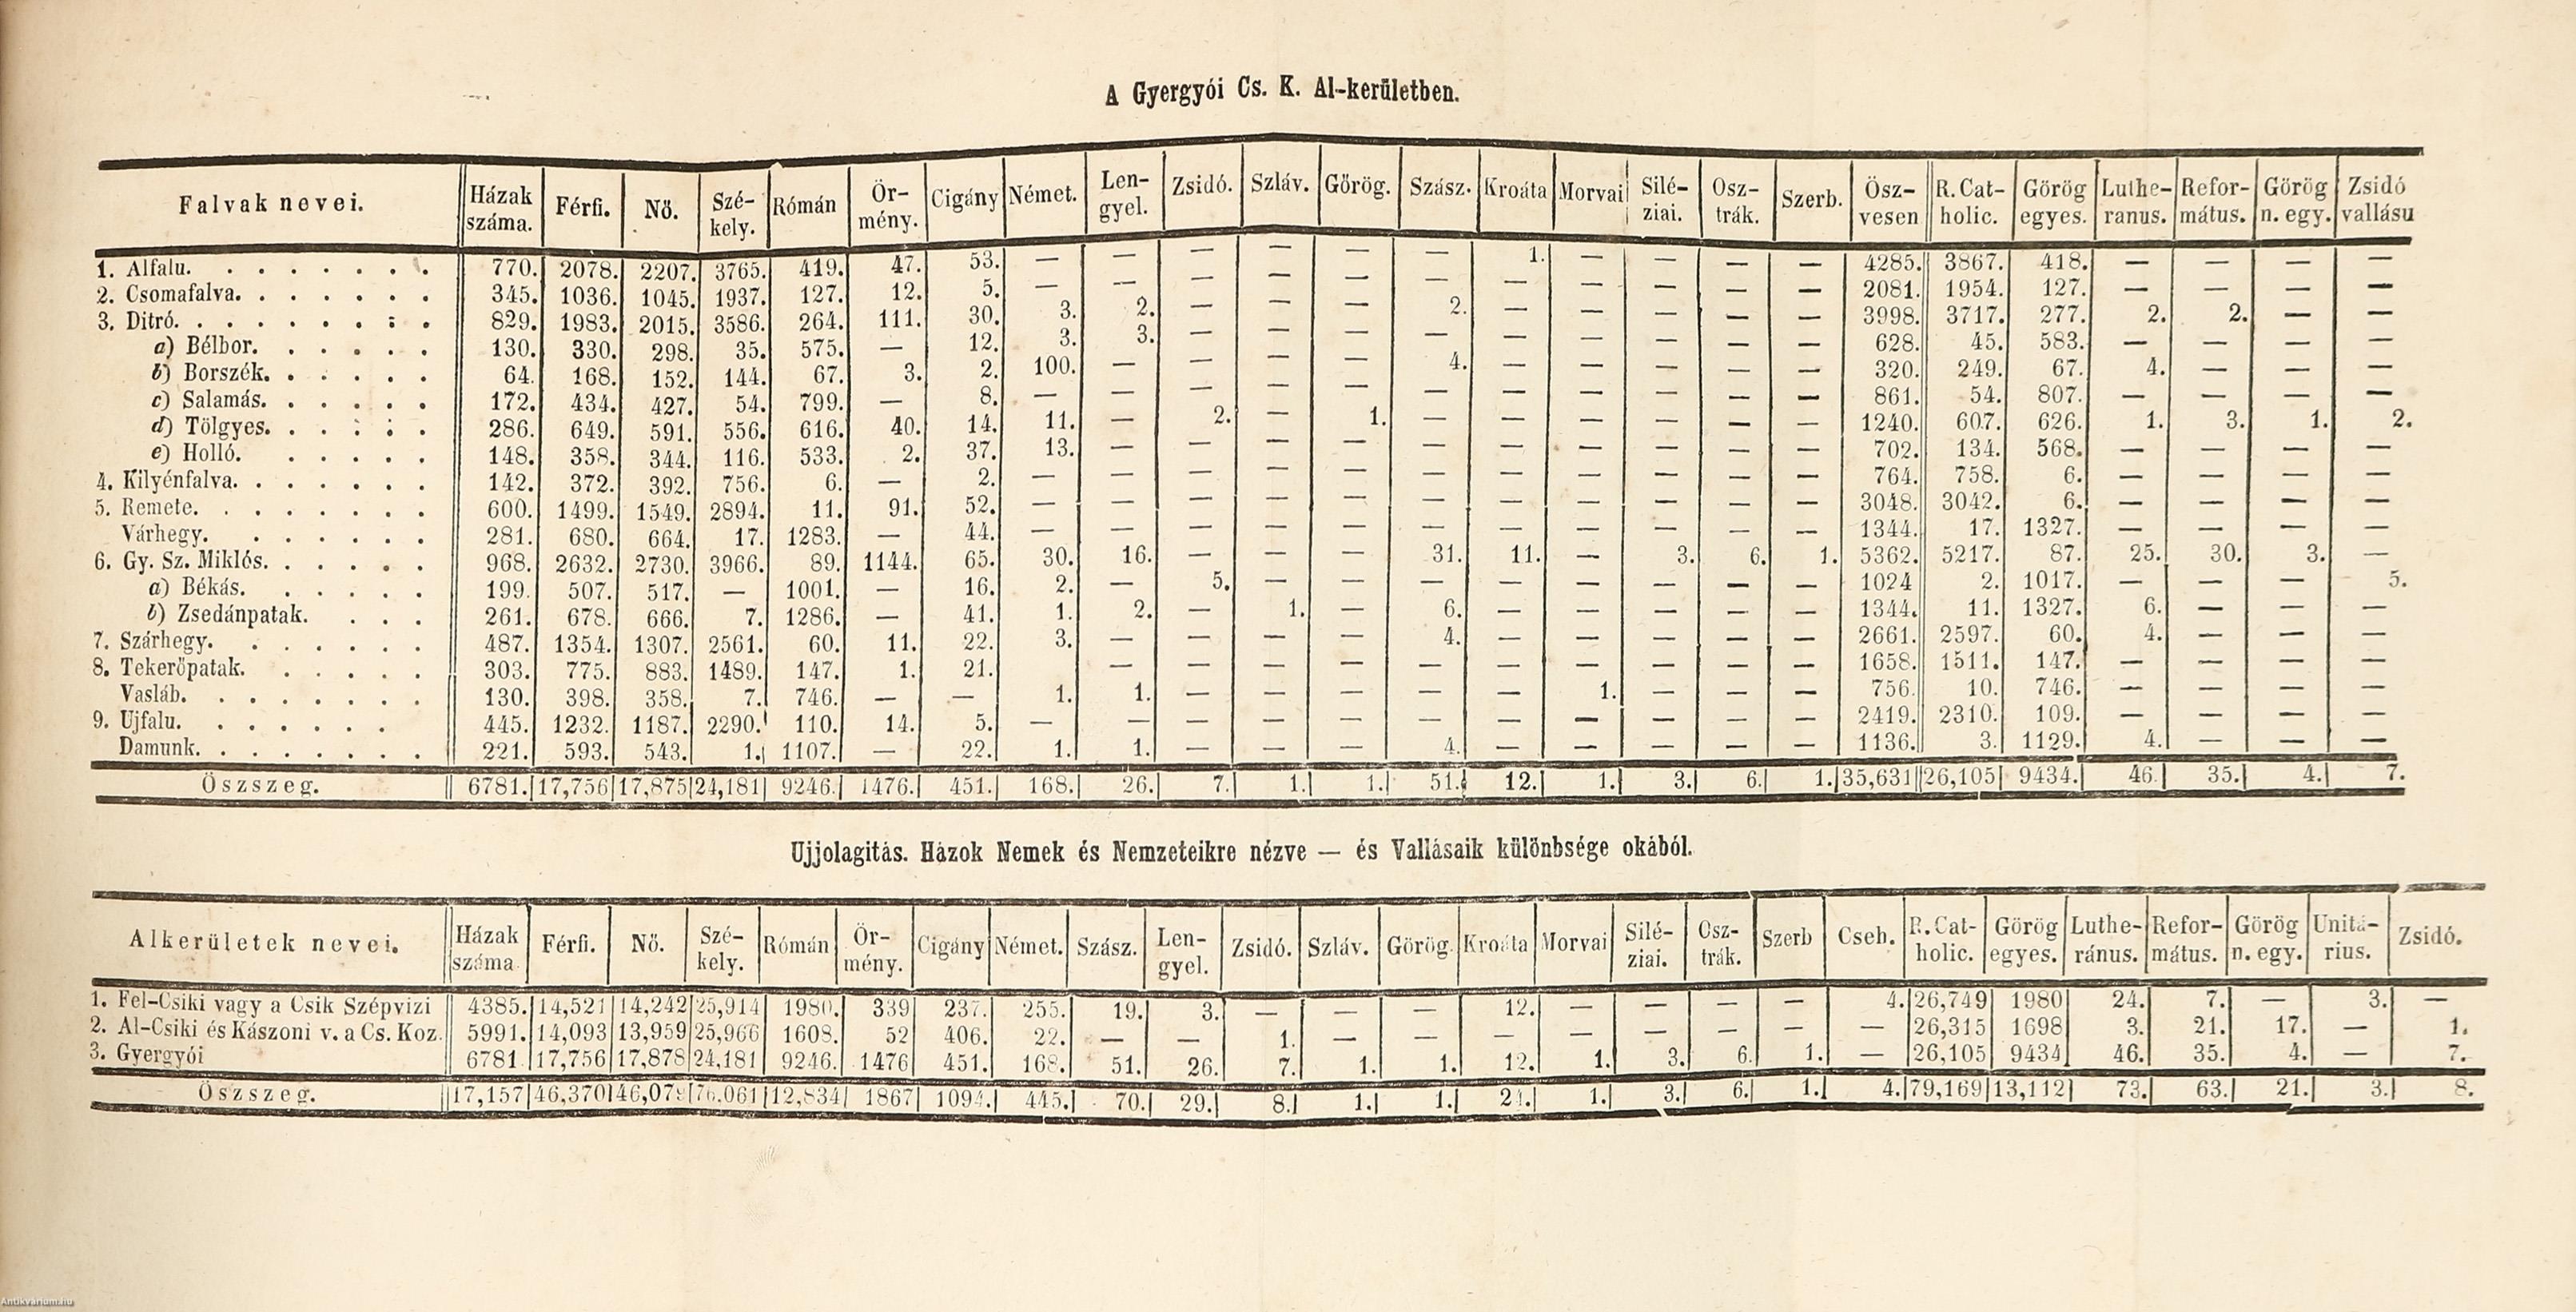 A Gyergyói Cs. K. Al-kerületben.
Falvak nevei. Házak száma. Férfi. Nő. Szé-kely. Rómán Ör-mény. Cigány Német. Len-gyel. Zsidó. Szláv. Görög. Szász. Kroáta Morvai Silé-ziai. Osz-trák. Szerb. Ösz-vesen R. Cat-holic. Görög egyes. Luthe-ranus. Refor-mátus. Görög n. egy. Zsidó vallásu
1. Alfalu. 770. 2078. 2207. 3765. 419. 47. 53. — — — — — — 1. — — — — 4285. 3867. 418. — — — —
2. Csomafalva. 345. 1036. 1045. 1937. 127. 12. 5. — — — — — — — — — — — 2081. 1954. 127. — — — —
3. Ditró. 829. 1983. 2015. 3586. 264. 111. 30. 3. 2. — — — 2. — — — — — 3998. 3717. 277. 2. 2. — —
a) Bélbor. 130. 330. 298. 35. 575. — 12. 3. 3. — — — — — — — — — 628. 45. 583. — — — —
b) Borszék. 64. 168. 152. 144. 67. 3. 2. 100. — — — — 4. — — — — — 320. 249. 67. 4. — — —
c) Salamás. 172. 434. 427. 54. 799. — 8. — — — — — — — — — — — 861. 54. 807. — — — —
d) Tölgyes. 286. 649. 591. 556. 616. 40. 14. 11. — 2. — 1. — — — — — — 1240. 607. 626. 1. 3. 1. 2.
e) Holló. 148. 358. 344. 116. 533. 2. 37. 13. — — — — — — — — — — 702. 134. 568. — — — —
4. Kilyénfalva. 142. 372. 392. 756. 6. — 2. — — — — — — — — — — — 764. 758. 6. — — — —
5. Remete. 600. 1499. 1549. 2894. 11. 91. 52. — — — — — — — — — — — 3048. 3042. 6. — — — —
Várhegy. 281. 680. 664. 17. 1283. — 44. — — — — — — — — — — — 1344. 17. 1327. — — — —
6. Gy. Sz. Miklós. 968. 2632. 2730. 3966. 89. 1144. 65. 30. 16. — — — 31. 11. — 3. 6. 1. 5362. 5217. 87. 25. 30. 3. —
a) Békás. 199. 507. 517. — 1001. — 16. 2. — 5. — — — — — — — — 1024 2. 1017. — — — 5.
b) Zsedánpatak. 261. 678. 666. 7. 1286. — 41. 1. 2. — 1. — 6. — — — — — 1344. 11. 1327. 6. — — —
7. Szárhegy. 487. 1354. 1307. 2561. 60. 11. 22. 3. — — — — 4. — — — — — 2661. 2597. 60. 4. — — —
8. Tekerőpatak. 303. 775. 883. 1489. 147. 1. 21. — — — — — — — — — — 1658. 1511. 147. — — — —
Vasláb. 130. 398. 358. 7. 746. — — 1. 1. — — — — — 1. — — — 756. 10. 746. — — — —
9. Ujfalu. 445. 1232. 1187. 2290. 110. 14. 5. — — — — — — — — — — — 2419. 2310. 109. — — — —
Damunk. 221. 593. 543. 1. 1107. — 22. 1. 1. — — — 4. — — — — — 1136. 3. 1129. 4. — — —
Öszszeg. 6781. 17,756 17,875 24,181 9246. 1476. 451. 168. 26. 7. 1. 1. 51. 12. 1. 3. 6. 1. 35,631 26,105 9434. 46. 35. 4. 7.
Ujjolagitás. Házok Nemek és Nemzeteikre nézve — és Vallásaik különbsége okából.
Alkerületek nevei. Házak száma Férfi. Nő. Szé-kely. Rómán Ör-mény. Cigány Német. Szász. Len-gyel. Zsidó. Szláv. Görög. Kroáta Morvai Silé-ziai. Osz-trák. Szerb Cseh. R. Cat-holic. Görög egyes. Luthe-ránus. Refor-mátus. Görög n. egy. Unitá-rius. Zsidó.
1. Fel-Csiki vagy a Csik Szépvizi 4385. 14,521 14,242 25,914 1980. 339 237. 255. 19. 3. — — — 12. — — — — 4. 26,749 1980 24. 7. — 3. —
2. Al-Csiki és Kászoni v. a Cs. Koz. 5991. 14,093 13,959 25,966 1608. 52 406. 22. — — 1. — — — — — — — — 26,315 1698 3. 21. 17. — 1.
3. Gyergyói 6781. 17,756 17,878 24,181 9246. 1476 451. 168. 51. 26. 7. 1. 1. 12. 1. 3. 6. 1. — 26,105 9434 46. 35. 4. — 7.
Öszszeg. 17,157 46,370 76,061 12,834 1867 1094. 445. 70. 29. 8. 1. 1. 1. 3. 6. 1. 4. 79,169 13,112 73. 63. 21. 3. 8.
Antikvárium.hu